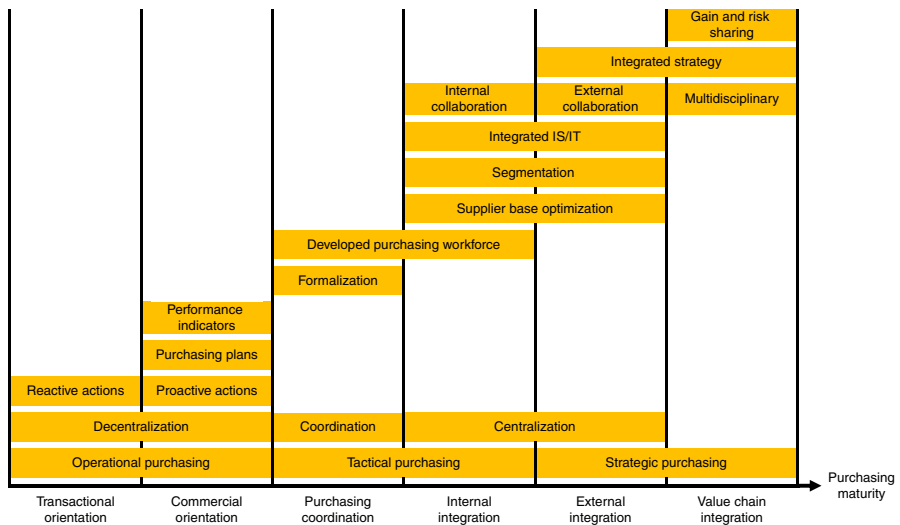 Gain and risk
sharing
Integrated strategy
Internal
collaboration
External
collaboration
Multidisciplinary
Integrated IS/IT
Segmentation
Supplier base optimization
Developed purchasing workforce
Formalization
Performance
indicators
Purchasing plans
Reactive actions
Proactive actions
Decentralization
Coordination
Centralization
Operational purchasing
Tactical purchasing
Strategic purchasing
Purchasing
maturity
Transactional
orientation
Commercial
orientation
Purchasing
coordination
Internal
integration
External
integration
Value chain
integration